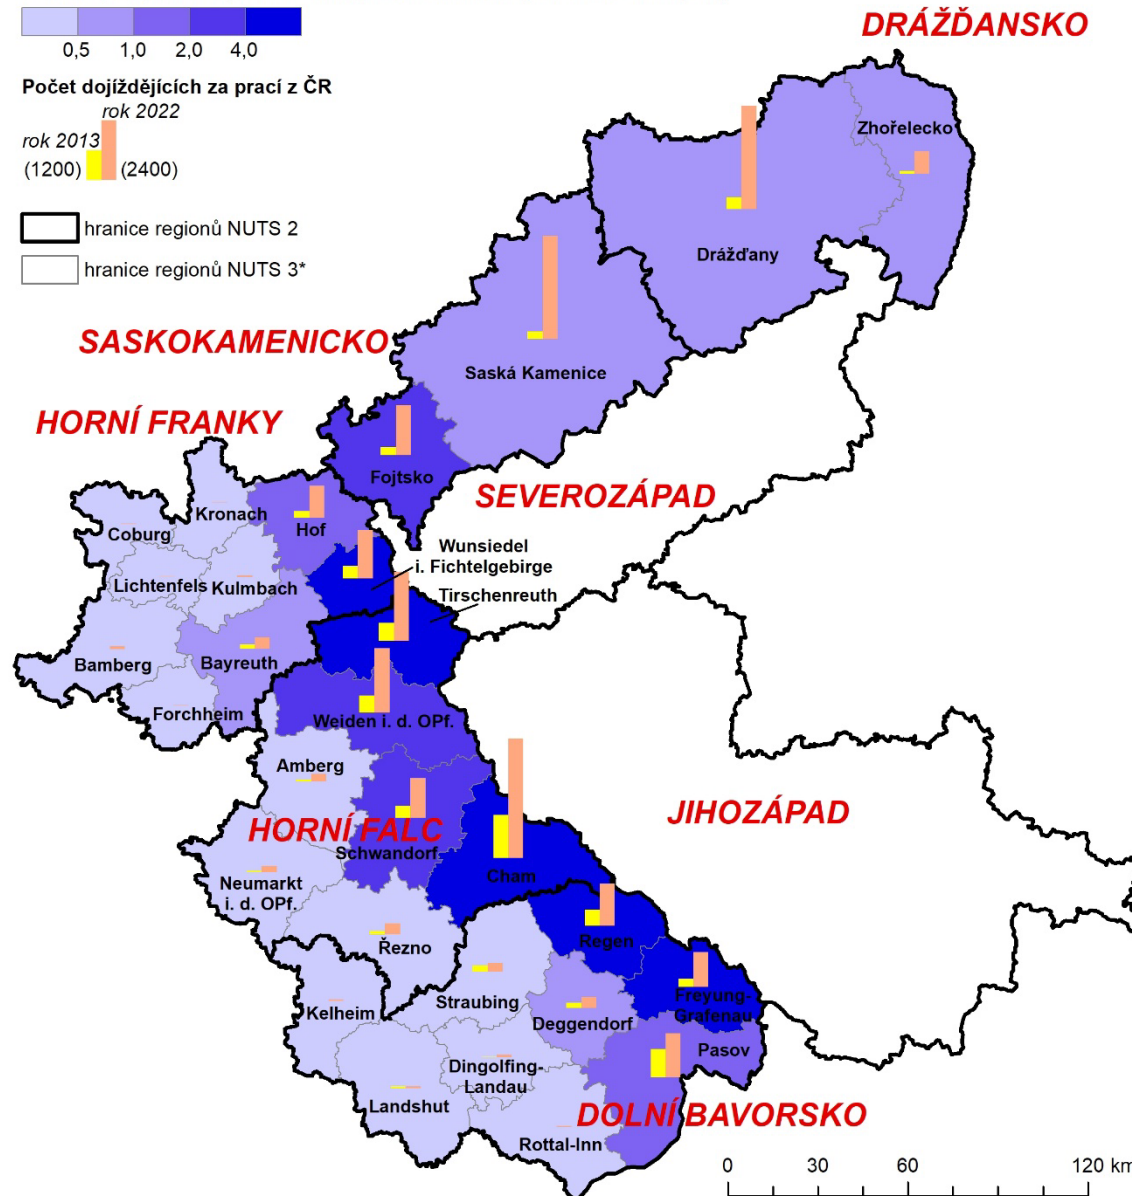 0,5 1,0 2,0 4,0
Počet dojíždějících za prací z ČR
rok 2022
rok 2013
(1200) (2400)
hranice regionů NUTS 2
hranice regionů NUTS 3*
DRÁŽĎANSKO
Zhořelecko
Drážďany
SASKOKAMENICKO
Saská Kamenice
HORNÍ FRANKY
Fojtsko
SEVEROZÁPAD
Kronach
Hof
Coburg
Wunsiedel
i. Fichtelgebirge
Lichtenfels
Kulmbach
Tirschenreuth
Bamberg
Bayreuth
Forchheim
Weiden i. d. OPf.
Amberg
JIHOZÁPAD
HORNÍ FALC
Schwandorf
Cham
Neumarkt
i. d. OPf.
Řezno
Regen
Straubing
Freyung-
Grafenau
Kelheim
Deggendorf
Pasov
Dingolfing-
Landau
Landshut
DOLNÍ BAVORSKO
Rottal-Inn
0 30 60 120 km